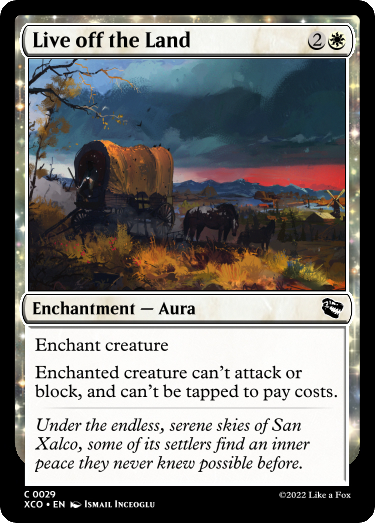 Live off the Land 2
Enchantment — Aura
Enchant creature
Enchanted creature can't attack or
block, and can't be tapped to pay costs.
Under the endless, serene skies of San
Xalco, some of its settlers find an inner
peace they never knew possible before.
C 0029
XCO • EN Ismail Inceoglu
©2022 Like a Fox